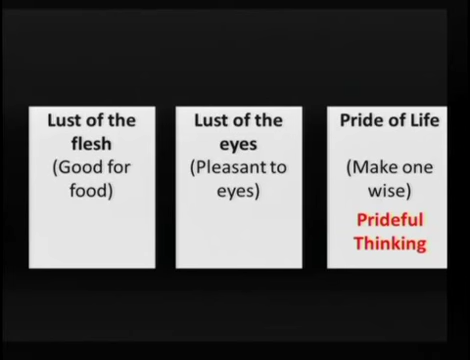 Lust of the
flesh
(Good for
food)
Lust of the
eyes
(Pleasant to
eyes)
Pride of Life
(Make one
wise)
Prideful
Thinking